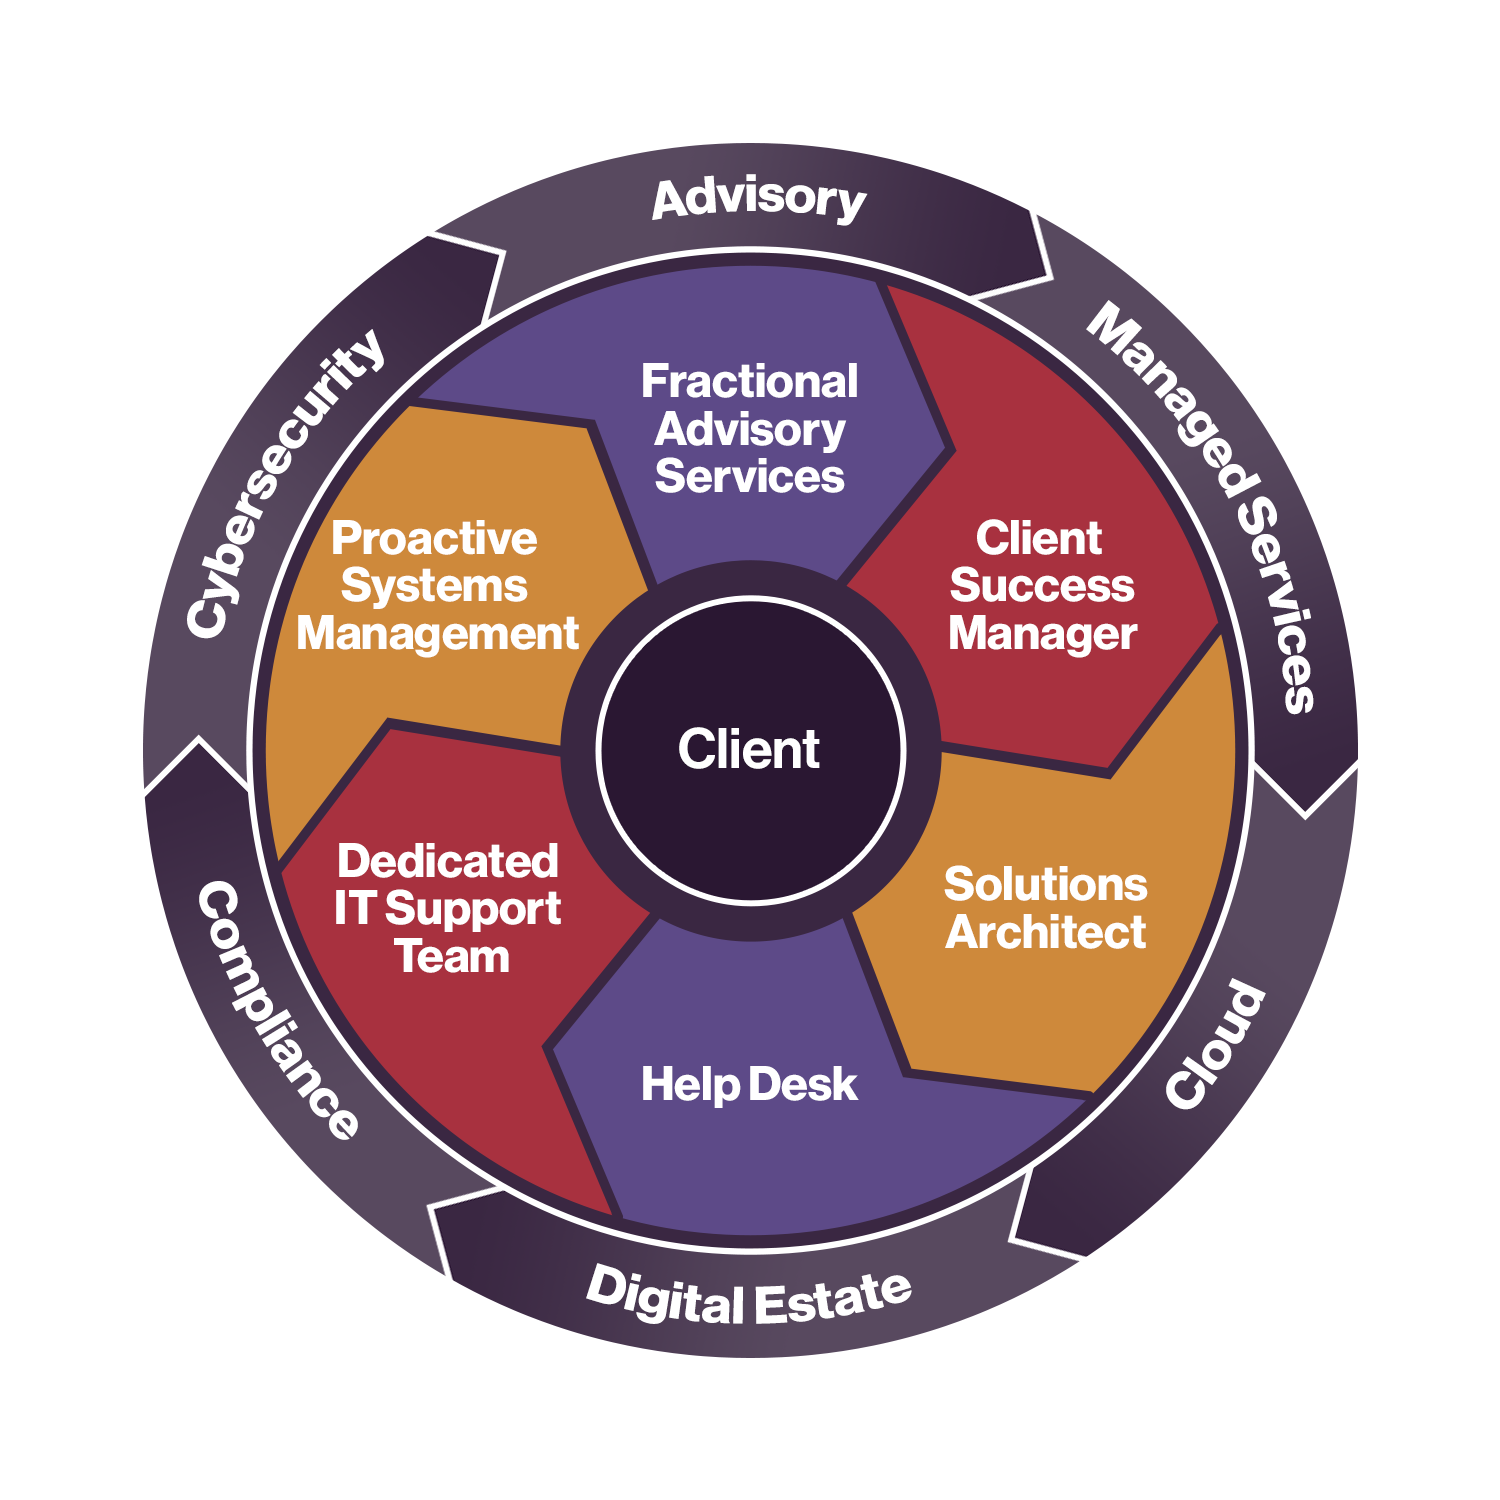 Advisory
Managed Services
Cloud
Digital Estate
Compliance
Cybersecurity
Fractional
Advisory
Services
Client
Success
Manager
Solutions
Architect
Help Desk
Dedicated
IT Support
Team
Proactive
Systems
Management
Client